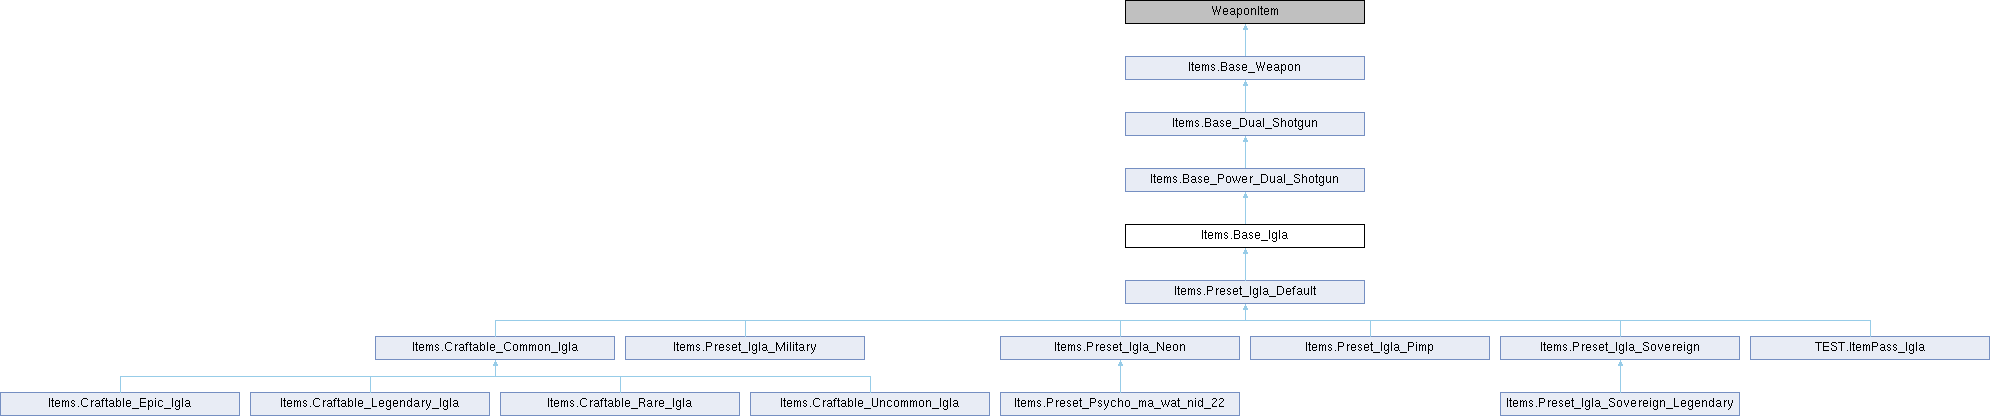 WeaponItem
Items.Base_Weapon
Items.Base_Dual_Shotgun
Items.Base_Power_Dual_Shotgun
Items.Base_Igla
Items.Preset_Igla_Default
Items.Craftable_Common_Igla
Items.Preset_Igla_Military
Items.Preset_Igla_Neon
Items.Preset_Igla_Pimp
Items.Preset_Igla_Sovereign
TEST.ItemPass_Igla
Items.Craftable_Epic_Igla
Items.Craftable_Legendary_Igla
Items.Craftable_Rare_Igla
Items.Craftable_Uncommon_Igla
Items.Preset_Psycho_ma_wat_nid_22
Items.Preset_Igla_Sovereign_Legendary